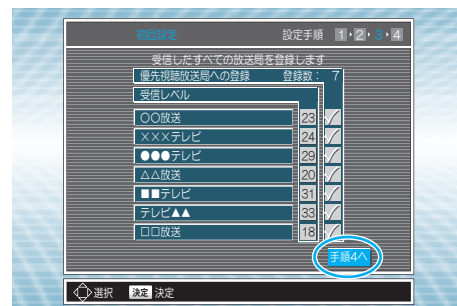 初回設定 設定手順 1 2 3 4
受信したすべての放送局を登録します
優先視聴放送局への登録 登録数： 7
受信レベル
〇〇放送 23
×××テレビ 24
●●●テレビ 29
△△放送 20
■■テレビ 31
テレビ▲▲ 33
□□放送 18
手順4へ
選択 決定 決定